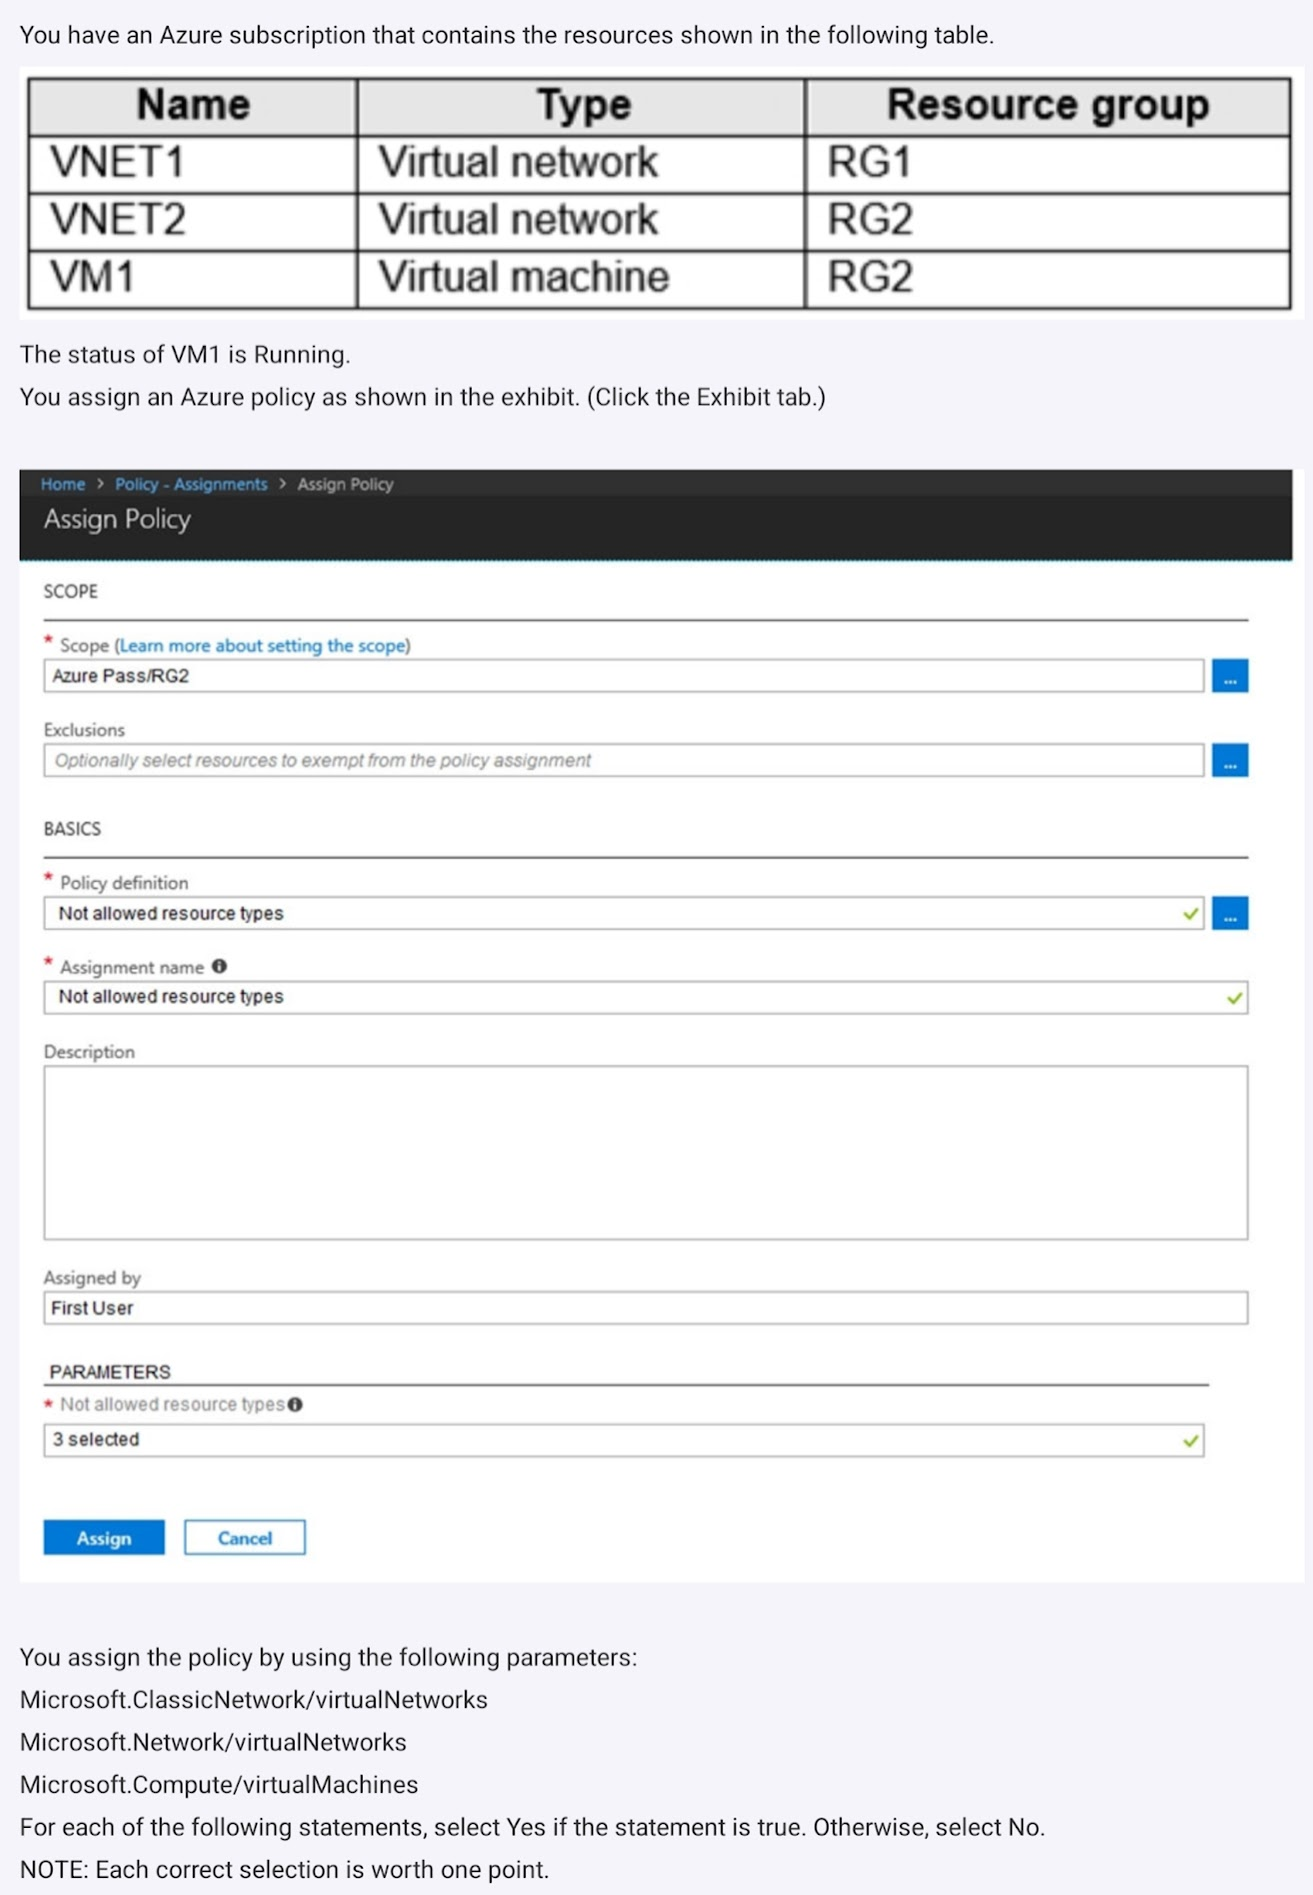 You have an Azure subscription that contains the resources shown in the following table.
Name Type Resource group
VNET1 Virtual network RG1
VNET2 Virtual network RG2
VM1 Virtual machine RG2
The status of VM1 is Running.
You assign an Azure policy as shown in the exhibit. (Click the Exhibit tab.)
Home > Policy - Assignments > Assign Policy
Assign Policy
SCOPE
* Scope (Learn more about setting the scope)
Azure Pass/RG2
...
Exclusions
Optionally select resources to exempt from the policy assignment
...
BASICS
* Policy definition
Not allowed resource types
...
* Assignment name
Not allowed resource types
Description
Assigned by
First User
PARAMETERS
* Not allowed resource types
3 selected
Assign Cancel
You assign the policy by using the following parameters:
Microsoft.ClassicNetwork/virtualNetworks
Microsoft.Network/virtualNetworks
Microsoft.Compute/virtualMachines
For each of the following statements, select Yes if the statement is true. Otherwise, select No.
NOTE: Each correct selection is worth one point.